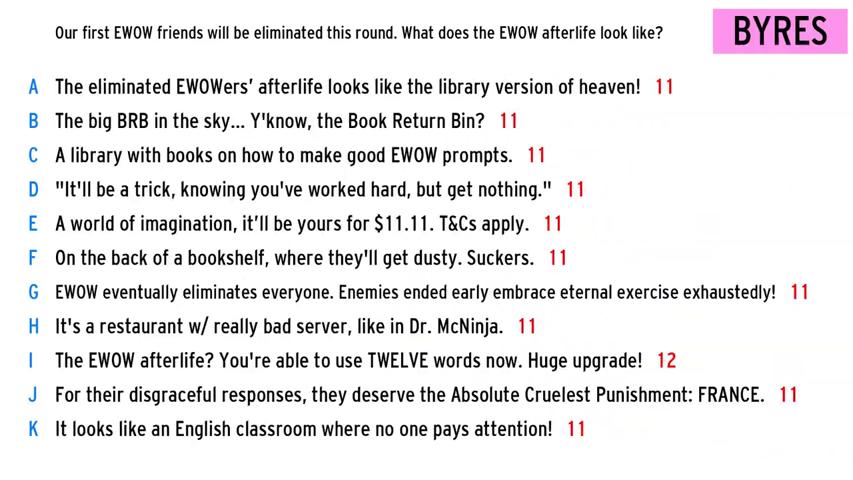 Our first EWOW friends will be eliminated this round. What does the EWOW afterlife look like?
BYRES
A The eliminated EWOWers’ afterlife looks like the library version of heaven! 11
B The big BRB in the sky... Y'know, the Book Return Bin? 11
C A library with books on how to make good EWOW prompts. 11
D "It'll be a trick, knowing you've worked hard, but get nothing." 11
E A world of imagination, it’ll be yours for $11.11. T&Cs apply. 11
F On the back of a bookshelf, where they'll get dusty. Suckers. 11
G EWOW eventually eliminates everyone. Enemies ended early embrace eternal exercise exhaustedly! 11
H It's a restaurant w/ really bad server, like in Dr. McNinja. 11
I The EWOW afterlife? You're able to use TWELVE words now. Huge upgrade! 12
J For their disgraceful responses, they deserve the Absolute Cruelest Punishment: FRANCE. 11
K It looks like an English classroom where no one pays attention! 11